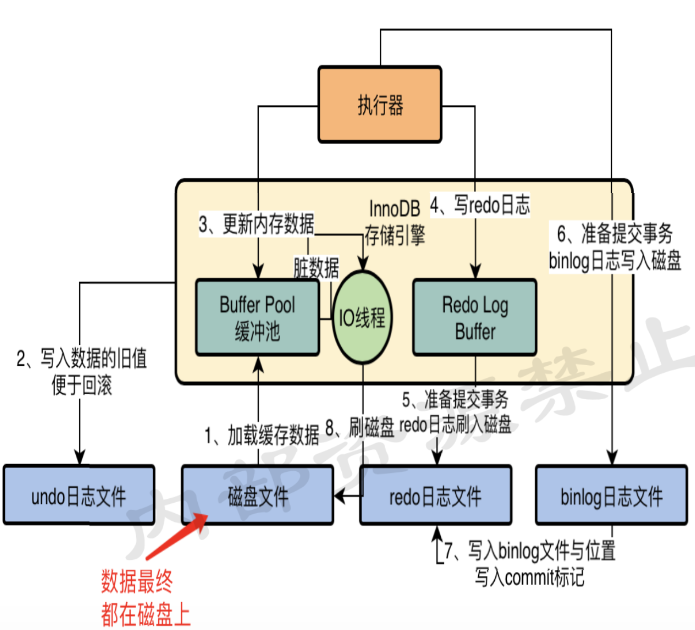 执行器
InnoDB
存储引擎
4、写redo日志
3、更新内存数据
6、准备提交事务
binlog日志写入磁盘
脏数据
Buffer Pool
缓冲池
IO线程
Redo Log
Buffer
2、写入数据的旧值
便于回滚
1、加载缓存数据
8、刷磁盘
5、准备提交事务
redo日志刷入磁盘
undo日志文件
磁盘文件
redo日志文件
binlog日志文件
7、写入binlog文件与位置
写入commit标记
数据最终
都在磁盘上
内部资源禁止